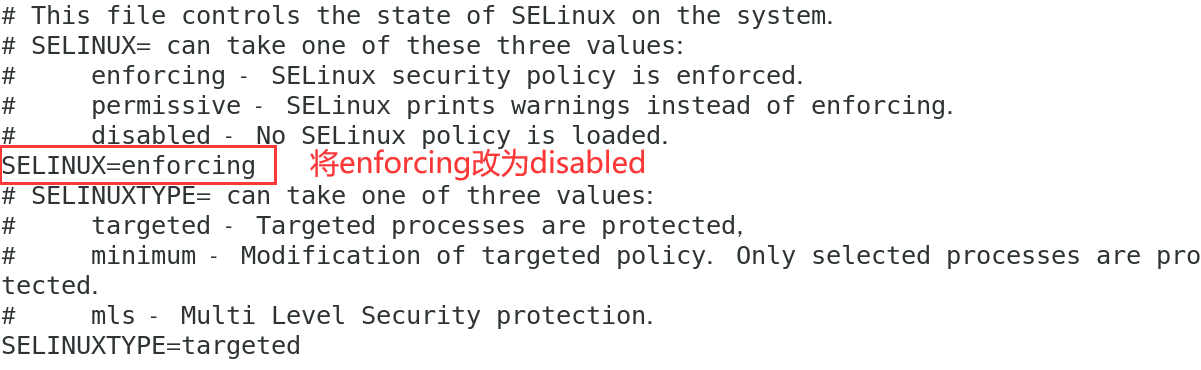 # This file controls the state of SELinux on the system.
# SELINUX= can take one of these three values:
#     enforcing - SELinux security policy is enforced.
#     permissive - SELinux prints warnings instead of enforcing.
#     disabled - No SELinux policy is loaded.
SELINUX=enforcing 将enforcing改为disabled
# SELINUXTYPE= can take one of three values:
#     targeted - Targeted processes are protected,
#     minimum - Modification of targeted policy. Only selected processes are pro
tected.
#     mls - Multi Level Security protection.
SELINUXTYPE=targeted